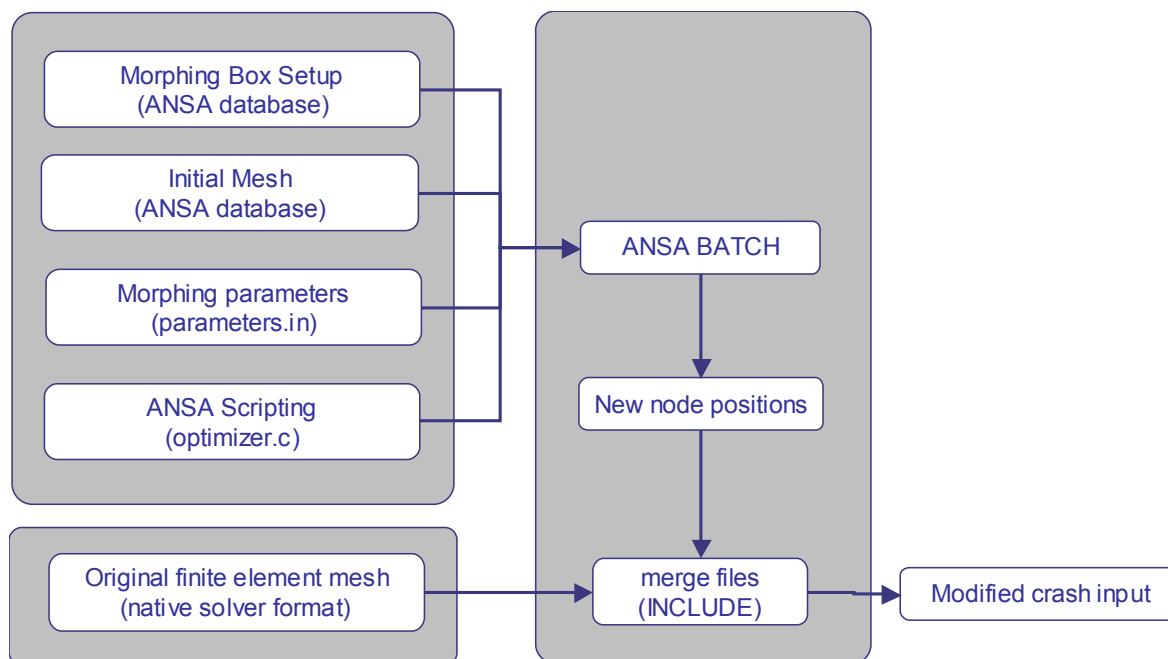 Morphing Box Setup
(ANSA database)
Initial Mesh
(ANSA database)
Morphing parameters
(parameters.in)
ANSA Scripting
(optimizer.c)
Original finite element mesh
(native solver format)
ANSA BATCH
New node positions
merge files
(INCLUDE)
Modified crash input